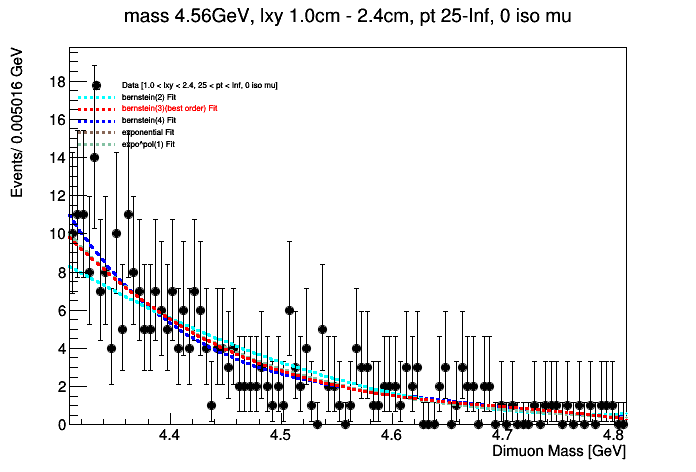 mass 4.56GeV, lxy 1.0cm - 2.4cm, pt 25-Inf, 0 iso mu
Events/ 0.005016 GeV
18
16
14
12
10
8
6
4
2
0
Data [1.0 < lxy < 2.4, 25 < pt < Inf, 0 iso mu]
bernstein(2) Fit
bernstein(3)(best order) Fit
bernstein(4) Fit
exponential Fit
expo*pol(1) Fit
4.4 4.5 4.6 4.7 4.8
Dimuon Mass [GeV]